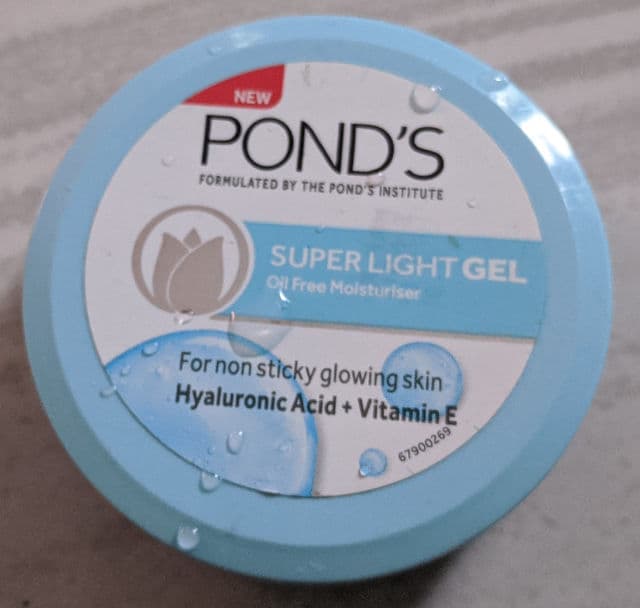 NEW
POND'S
FORMULATED BY THE POND'S INSTITUTE
SUPER LIGHT GEL
Oil Free Moisturiser
For non sticky glowing skin
Hyaluronic Acid + Vitamin E
67900269